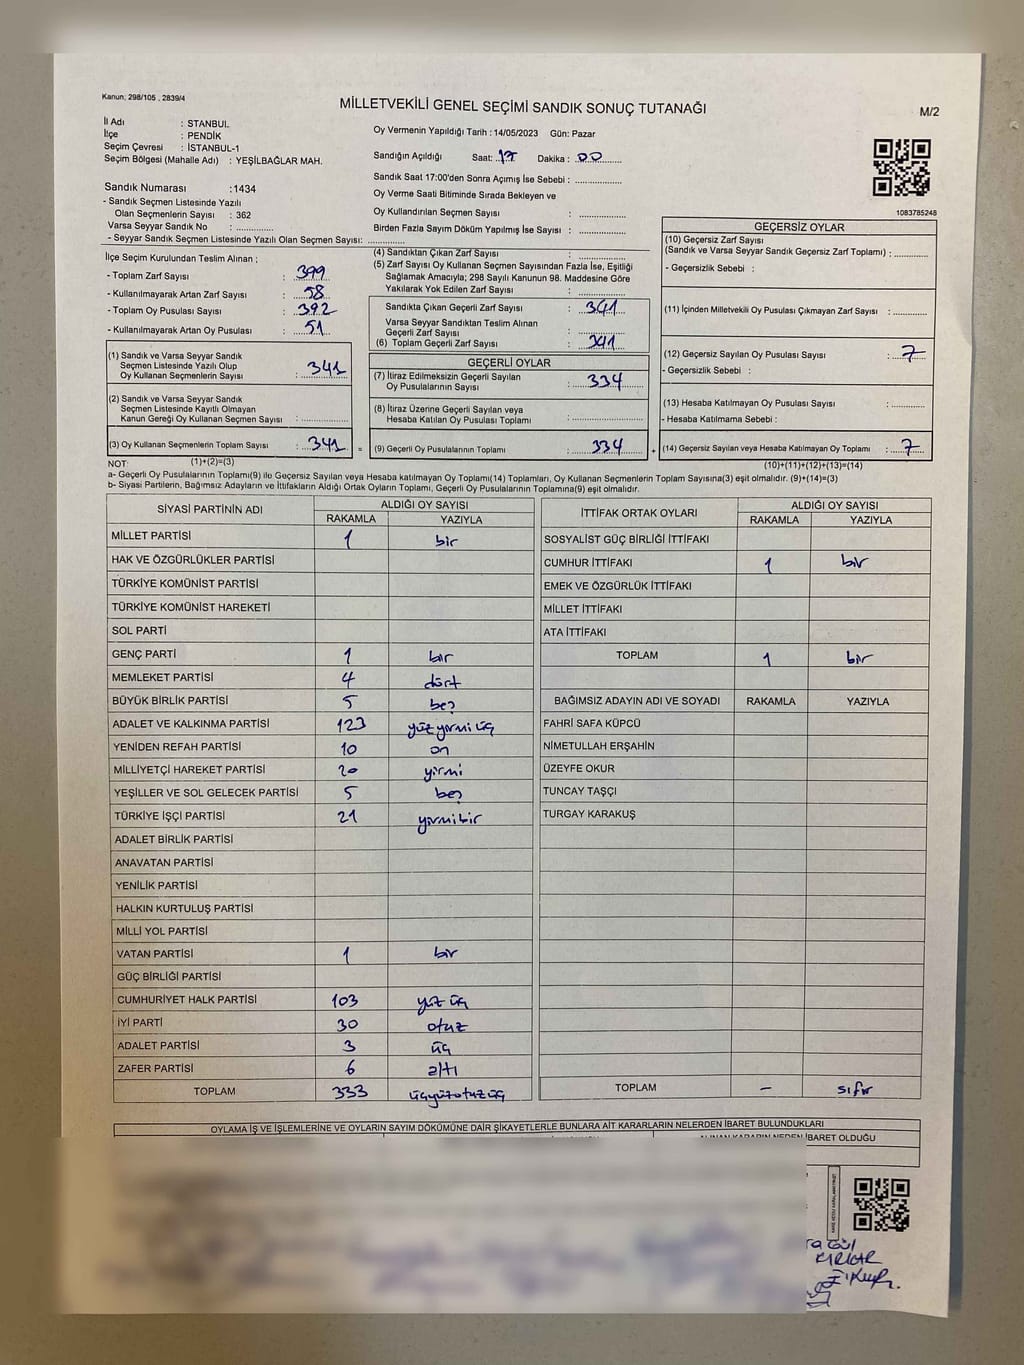 Kanun; 298/105 , 2839/4
MİLLETVEKİLİ GENEL SEÇİMİ SANDIK SONUÇ TUTANAĞI
M/2
İl Adı : STANBUL
İlçe : PENDİK
Seçim Çevresi : İSTANBUL-1
Seçim Bölgesi (Mahalle Adı) : YEŞİLBAĞLAR MAH.
Sandık Numarası :1434
- Sandık Seçmen Listesinde Yazılı
Olan Seçmenlerin Sayısı : 362
Varsa Seyyar Sandık No : ..............
- Seyyar Sandık Seçmen Listesinde Yazılı Olan Seçmen Sayısı: ..............
Oy Vermenin Yapıldığı Tarih : 14/05/2023 Gün: Pazar
Sandığın Açıldığı Saat: 17 Dakika : 00
Sandık Saat 17:00'den Sonra Açımış İse Sebebi : ..............
Oy Verme Saati Bitiminde Sırada Bekleyen ve
Oy Kullandırılan Seçmen Sayısı : ..............
Birden Fazla Sayım Döküm Yapılmış İse Sayısı : ..............
1083785248
İlçe Seçim Kurulundan Teslim Alınan ;
- Toplam Zarf Sayısı : 399
- Kullanılmayarak Artan Zarf Sayısı : 58
- Toplam Oy Pusulası Sayısı : 392
- Kullanılmayarak Artan Oy Pusulası : 51
(1) Sandık ve Varsa Seyyar Sandık
Seçmen Listesinde Yazılı Olup
Oy Kullanan Seçmenlerin Sayısı : 341
(2) Sandık ve Varsa Seyyar Sandık
Seçmen Listesinde Kayıtlı Olmayan
Kanun Gereği Oy Kullanan Seçmen Sayısı : ..............
(3) Oy Kullanan Seçmenlerin Toplam Sayısı : 341 =
(1)+(2)=(3)
(4) Sandıktan Çıkan Zarf Sayısı : ..............
(5) Zarf Sayısı Oy Kullanan Seçmen Sayısından Fazla İse, Eşitliği
Sağlamak Amacıyla; 298 Sayılı Kanunun 98. Maddesine Göre
Yakılarak Yok Edilen Zarf Sayısı : ..............
Sandıkta Çıkan Geçerli Zarf Sayısı : 341
Varsa Seyyar Sandıktan Teslim Alınan
Geçerli Zarf Sayısı : ..............
(6) Toplam Geçerli Zarf Sayısı : 341
GEÇERLİ OYLAR
(7) İtiraz Edilmeksizin Geçerli Sayılan
Oy Pusulalarının Sayısı : 334
(8) İtiraz Üzerine Geçerli Sayılan veya
Hesaba Katılan Oy Pusulası Toplamı : ..............
(9) Geçerli Oy Pusulalarının Toplamı : 334 +
GEÇERSİZ OYLAR
(10) Geçersiz Zarf Sayısı
(Sandık ve Varsa Seyyar Sandık Geçersiz Zarf Toplamı) : ..............
- Geçersizlik Sebebi :
(11) İçinden Milletvekili Oy Pusulası Çıkmayan Zarf Sayısı : ..............
(12) Geçersiz Sayılan Oy Pusulası Sayısı : 7
- Geçersizlik Sebebi :
(13) Hesaba Katılmayan Oy Pusulası Sayısı : ..............
- Hesaba Katılmama Sebebi :
(14) Geçersiz Sayılan veya Hesaba Katılmayan Oy Toplamı : 7
(10)+(11)+(12)+(13)=(14)
NOT:
a- Geçerli Oy Pusulalarının Toplamı(9) ile Geçersiz Sayılan veya Hesaba katılmayan Oy Toplamı(14) Toplamları, Oy Kullanan Seçmenlerin Toplam Sayısına(3) eşit olmalıdır. (9)+(14)=(3)
b- Siyasi Partilerin, Bağımsız Adayların ve İttifakların Aldığı Ortak Oyların Toplamı, Geçerli Oy Pusulalarının Toplamına(9) eşit olmalıdır.
SİYASİ PARTİNİN ADI ALDIĞI OY SAYISI
RAKAMLA YAZIYLA
MİLLET PARTİSİ 1 bir
HAK VE ÖZGÜRLÜKLER PARTİSİ
TÜRKİYE KOMÜNİST PARTİSİ
TÜRKİYE KOMÜNİST HAREKETİ
SOL PARTİ
GENÇ PARTİ 1 bir
MEMLEKET PARTİSİ 4 dört
BÜYÜK BİRLİK PARTİSİ 5 beş
ADALET VE KALKINMA PARTİSİ 123 yüz yirmi üç
YENİDEN REFAH PARTİSİ 10 on
MİLLİYETÇİ HAREKET PARTİSİ 20 yirmi
YEŞİLLER VE SOL GELECEK PARTİSİ 5 beş
TÜRKİYE İŞÇİ PARTİSİ 21 yirmibir
ADALET BİRLİK PARTİSİ
ANAVATAN PARTİSİ
YENİLİK PARTİSİ
HALKIN KURTULUŞ PARTİSİ
MİLLİ YOL PARTİSİ
VATAN PARTİSİ 1 bir
GÜÇ BİRLİĞİ PARTİSİ
CUMHURİYET HALK PARTİSİ 103 yüz üç
İYİ PARTİ 30 otuz
ADALET PARTİSİ 3 üç
ZAFER PARTİSİ 6 altı
TOPLAM 333 üçyüzotuzüç
İTTİFAK ORTAK OYLARI ALDIĞI OY SAYISI
RAKAMLA YAZIYLA
SOSYALİST GÜÇ BİRLİĞİ İTTİFAKI
CUMHUR İTTİFAKI 1 bir
EMEK VE ÖZGÜRLÜK İTTİFAKI
MİLLET İTTİFAKI
ATA İTTİFAKI
TOPLAM 1 bir
BAĞIMSIZ ADAYIN ADI VE SOYADI RAKAMLA YAZIYLA
FAHRİ SAFA KÜPCÜ
NİMETULLAH ERŞAHİN
ÜZEYFE OKUR
TUNCAY TAŞÇI
TURGAY KARAKUŞ
TOPLAM – sıfır
OYLAMA İŞ VE İŞLEMLERİNE VE OYLARIN SAYIM DÖKÜMÜNE DAİR ŞİKAYETLERLE BUNLARA AİT KARARLARIN NELERDEN İBARET BULUNDUKLARI
İBARET OLDUĞU